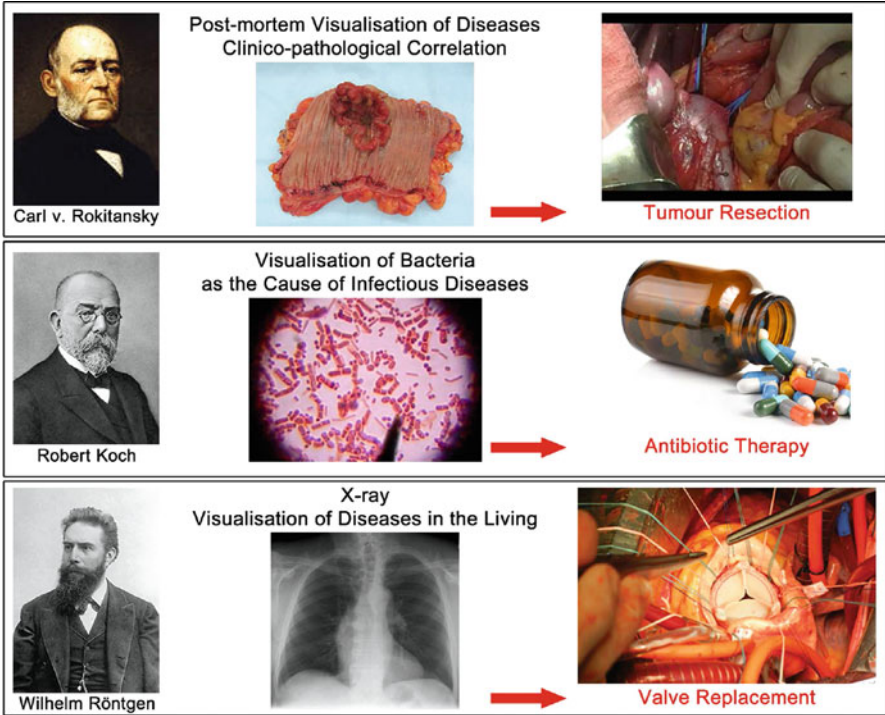 Post-mortem Visualisation of Diseases
Clinico-pathological Correlation
Carl v. Rokitansky
Tumour Resection
Visualisation of Bacteria
as the Cause of Infectious Diseases
Robert Koch
Antibiotic Therapy
X-ray
Visualisation of Diseases in the Living
Wilhelm Röntgen
Valve Replacement